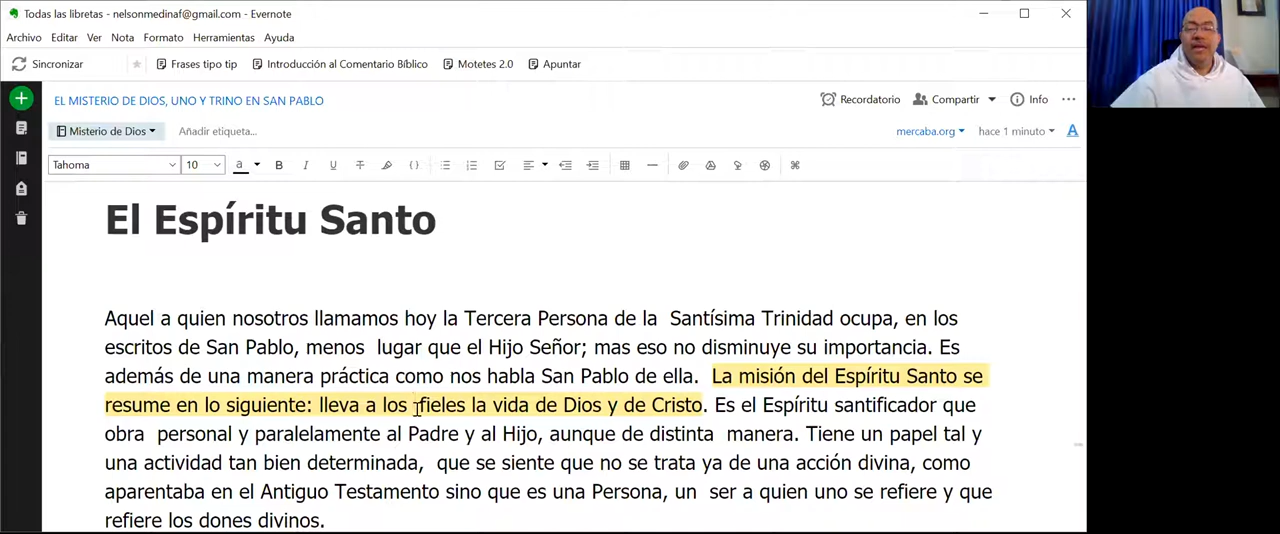 Todas las libretas - nelsonmedinaf@gmail.com - Evernote
Archivo Editar Ver Nota Formato Herramientas Ayuda
Sincronizar Frases tipo tip Introducción al Comentario Bíblico Motetes 2.0 Apuntar
EL MISTERIO DE DIOS, UNO Y TRINO EN SAN PABLO Recordatorio Compartir Info
Misterio de Dios Añadir etiqueta... mercaba.org hace 1 minuto A
Tahoma 10 a B I U T { }
El Espíritu Santo
Aquel a quien nosotros llamamos hoy la Tercera Persona de la Santísima Trinidad ocupa, en los
escritos de San Pablo, menos lugar que el Hijo Señor; mas eso no disminuye su importancia. Es
además de una manera práctica como nos habla San Pablo de ella. La misión del Espíritu Santo se
resume en lo siguiente: lleva a los fieles la vida de Dios y de Cristo. Es el Espíritu santificador que
obra personal y paralelamente al Padre y al Hijo, aunque de distinta manera. Tiene un papel tal y
una actividad tan bien determinada, que se siente que no se trata ya de una acción divina, como
aparentaba en el Antiguo Testamento sino que es una Persona, un ser a quien uno se refiere y que
refiere los dones divinos.